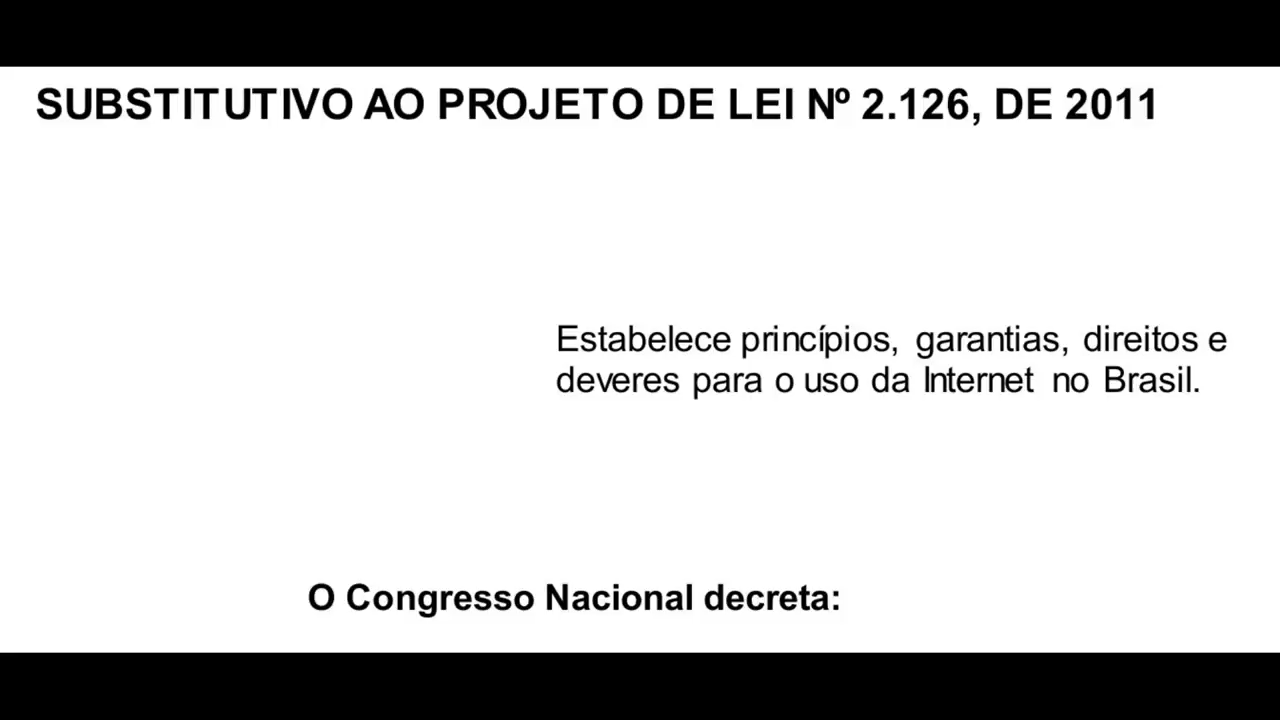 SUBSTITUTIVO AO PROJETO DE LEI Nº 2.126, DE 2011
Estabelece princípios, garantias, direitos e
deveres para o uso da Internet no Brasil.
O Congresso Nacional decreta: